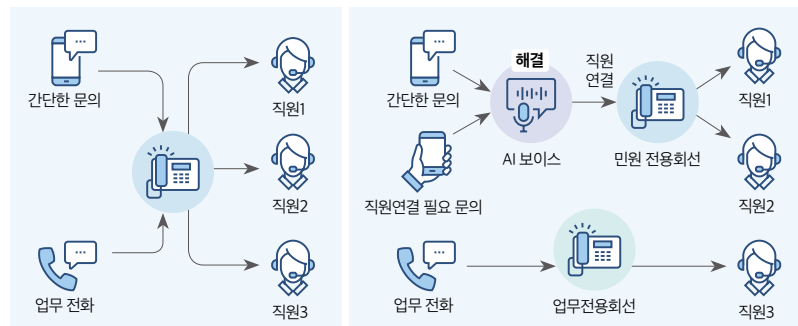 간단한 문의
직원1
직원2
업무 전화
직원3
간단한 문의
해결
AI 보이스
직원
연결
민원 전용회선
직원1
직원연결 필요 문의
직원2
업무 전화
업무전용회선
직원3